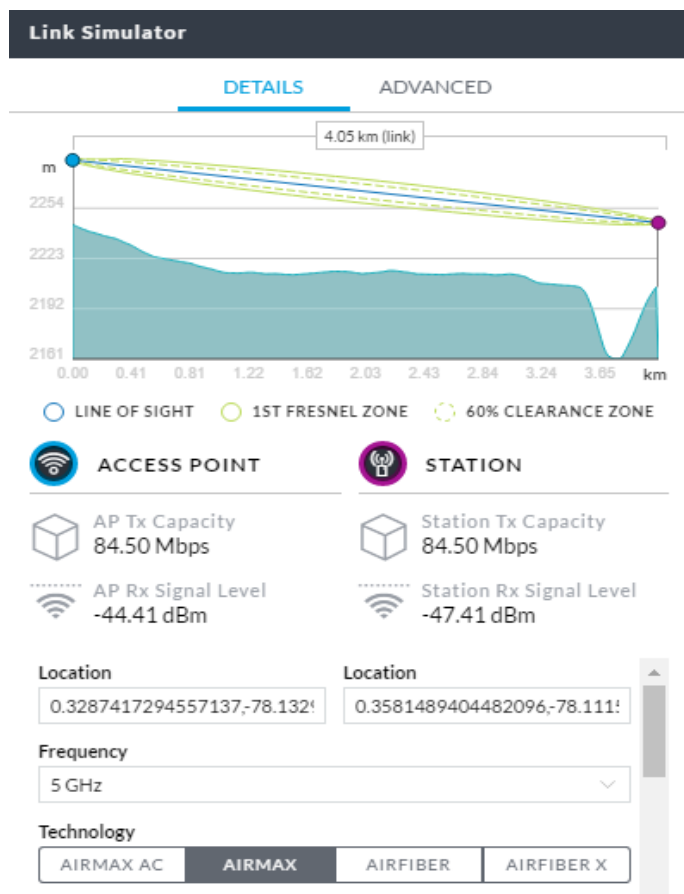 Link Simulator
DETAILS ADVANCED
4.05 km (link)
m
2254
2223
2192
2161
0.00 0.41 0.81 1.22 1.62 2.03 2.43 2.84 3.24 3.65 km
LINE OF SIGHT 1ST FRESNEL ZONE 60% CLEARANCE ZONE
ACCESS POINT STATION
AP Tx Capacity Station Tx Capacity
84.50 Mbps 84.50 Mbps
AP Rx Signal Level Station Rx Signal Level
-44.41 dBm -47.41 dBm
Location Location
0.3287417294557137,-78.1329 0.3581489404482096,-78.1115
Frequency
5 GHz
Technology
AIRMAX AC AIRMAX AIRFIBER AIRFIBER X